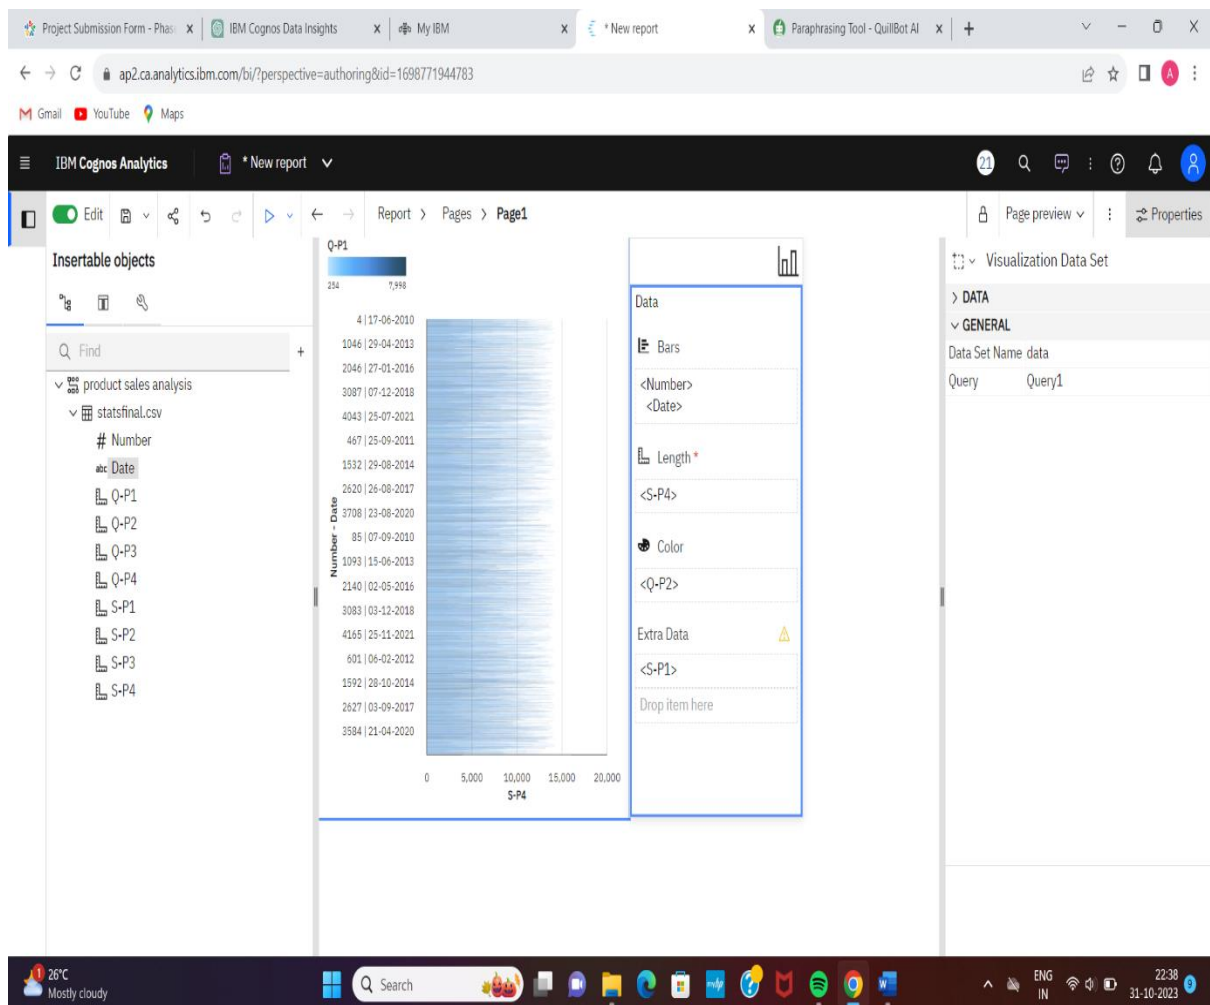 Project Submission Form - Phas
IBM Cognos Data Insights
My IBM
* New report
Paraphrasing Tool - QuillBot AI
ap2.ca.analytics.ibm.com/bi/?perspective=authoring&id=1698771944783
A
Gmail
YouTube
Maps
IBM Cognos Analytics
* New report
21
Edit
Report > Pages > Page1
Page preview
Properties
Insertable objects
Find
product sales analysis
statsfinal.csv
# Number
abc Date
Q-P1
Q-P2
Q-P3
Q-P4
S-P1
S-P2
S-P3
S-P4
Q-P1
254 7,998
Number - Date
4 | 17-06-2010
1046 | 29-04-2013
2046 | 27-01-2016
3087 | 07-12-2018
4043 | 25-07-2021
467 | 25-09-2011
1532 | 29-08-2014
2620 | 26-08-2017
3708 | 23-08-2020
85 | 07-09-2010
1093 | 15-06-2013
2140 | 02-05-2016
3083 | 03-12-2018
4165 | 25-11-2021
601 | 06-02-2012
1592 | 28-10-2014
2627 | 03-09-2017
3584 | 21-04-2020
0 5,000 10,000 15,000 20,000
S-P4
Data
Bars
<Number>
<Date>
Length *
<S-P4>
Color
<Q-P2>
Extra Data
<S-P1>
Drop item here
Visualization Data Set
> DATA
GENERAL
Data Set Name data
Query Query1
1
26°C
Mostly cloudy
Search
ENG
IN
22:38
31-10-2023
9